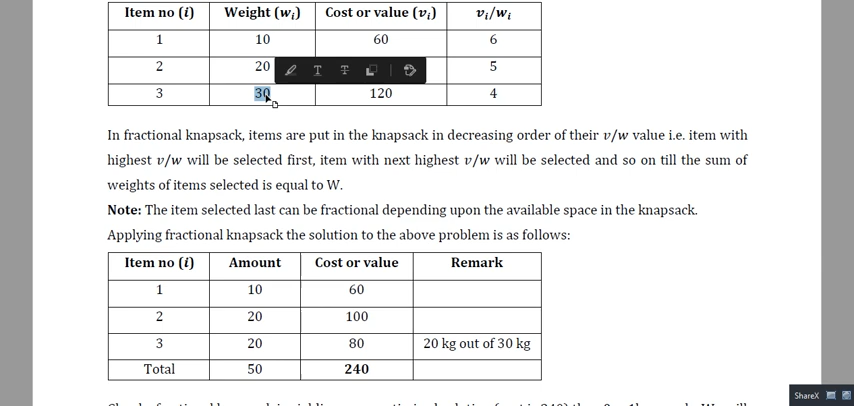 Item no (i) Weight (wᵢ) Cost or value (vᵢ) vᵢ/wᵢ
1 10 60 6
2 20 5
3 30 120 4
In fractional knapsack, items are put in the knapsack in decreasing order of their v/w value i.e. item with
highest v/w will be selected first, item with next highest v/w will be selected and so on till the sum of
weights of items selected is equal to W.
Note: The item selected last can be fractional depending upon the available space in the knapsack.
Applying fractional knapsack the solution to the above problem is as follows:
Item no (i) Amount Cost or value Remark
1 10 60
2 20 100
3 20 80 20 kg out of 30 kg
Total 50 240
ShareX